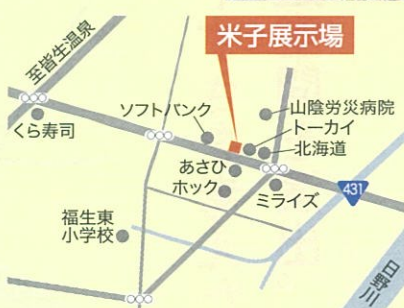 米子展示場
至皆生温泉
ソフトバンク
山陰労災病院
トーカイ
北海道
くら寿司
あさひ
ホック
ミライズ
431
福生東
小学校
日野川